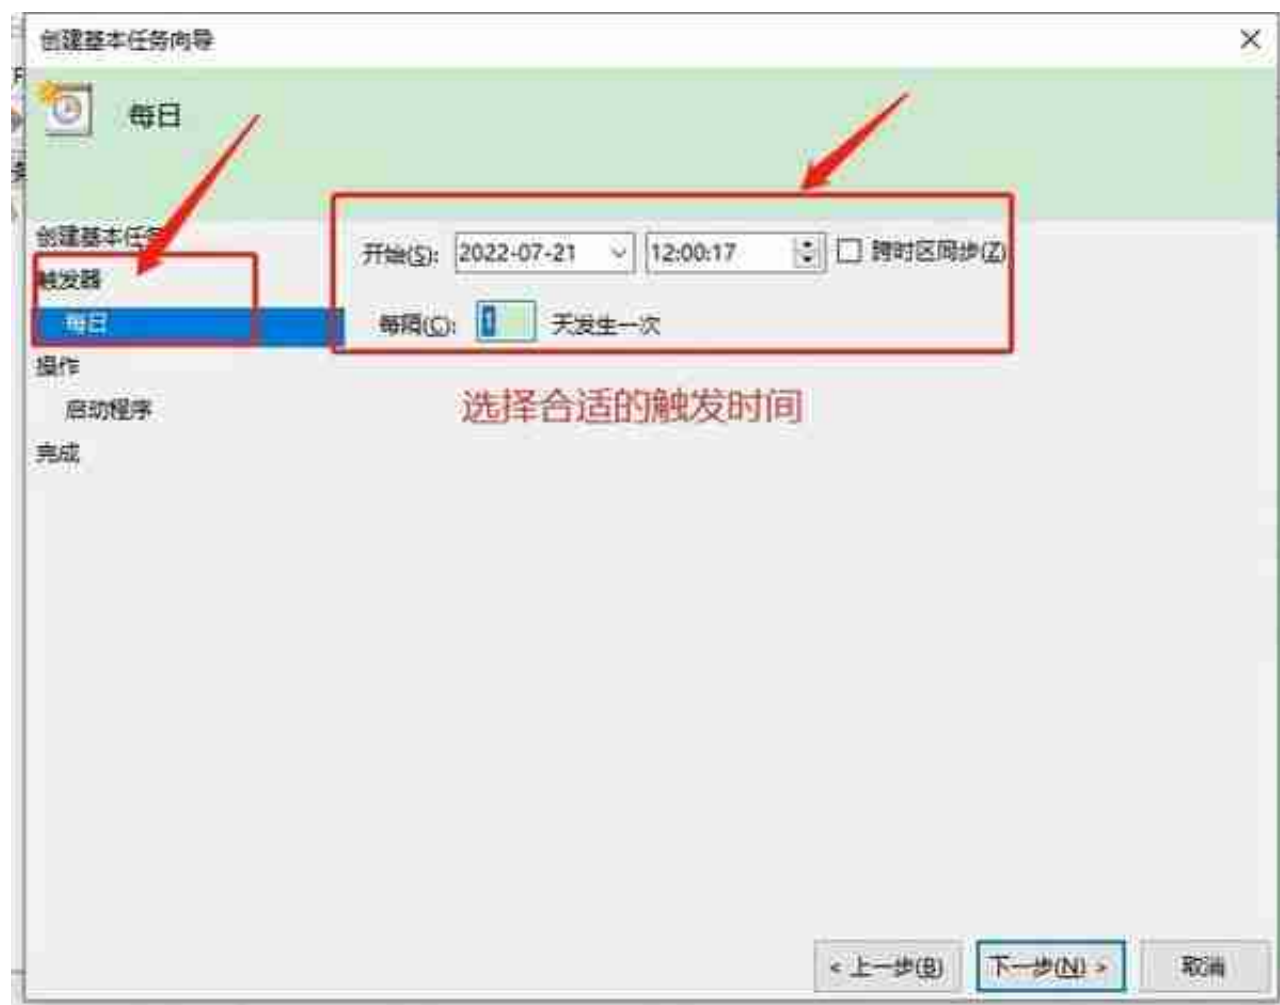 创建基本任务向导
每日
创建基本任务
触发器
每日
操作
启动程序
完成
开始(S): 2022-07-21 12:00:17 跨时区同步(Z)
每隔(C): 1 天发生一次
选择合适的触发时间
< 上一步(B) 下一步(N) > 取消